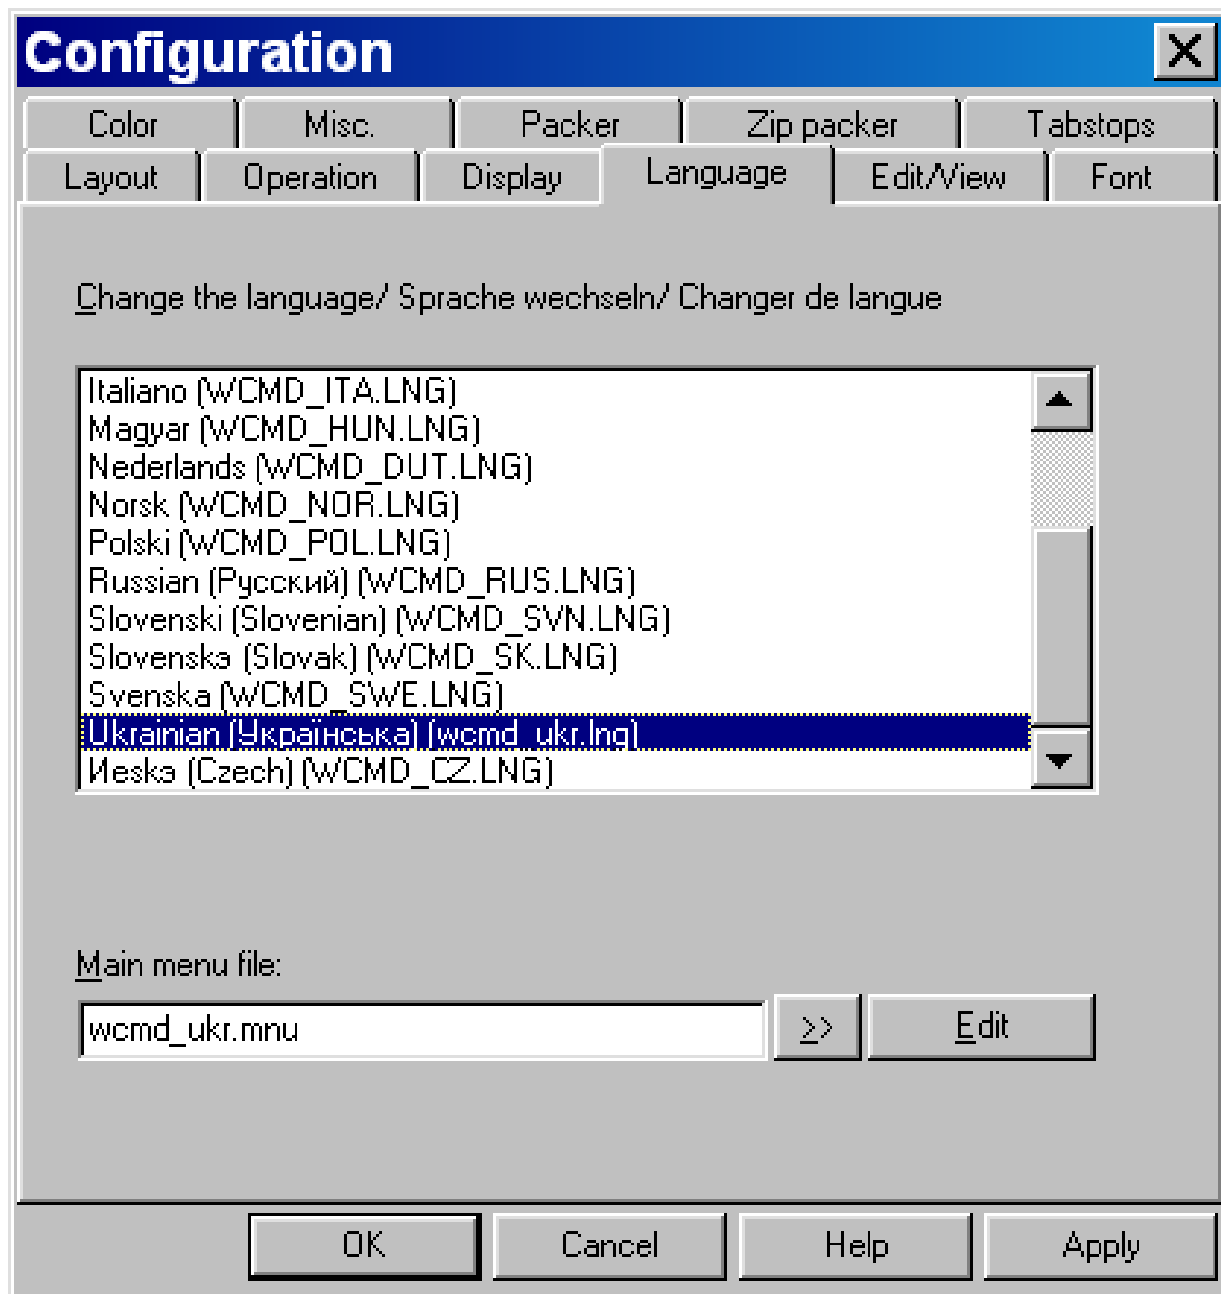 Configuration
Color Misc. Packer Zip packer Tabstops
Layout Operation Display Language Edit/View Font
Change the language/ Sprache wechseln/ Changer de langue
Italiano (WCMD_ITA.LNG)
Magyar (WCMD_HUN.LNG)
Nederlands (WCMD_DUT.LNG)
Norsk (WCMD_NOR.LNG)
Polski (WCMD_POL.LNG)
Russian (Русский) (WCMD_RUS.LNG)
Slovenski (Slovenian) (WCMD_SVN.LNG)
Slovenskэ (Slovak) (WCMD_SK.LNG)
Svenska (WCMD_SWE.LNG)
Ukrainian (Українська) (wcmd_ukr.lng)
Иeskэ (Czech) (WCMD_CZ.LNG)
Main menu file:
wcmd_ukr.mnu >> Edit
OK Cancel Help Apply